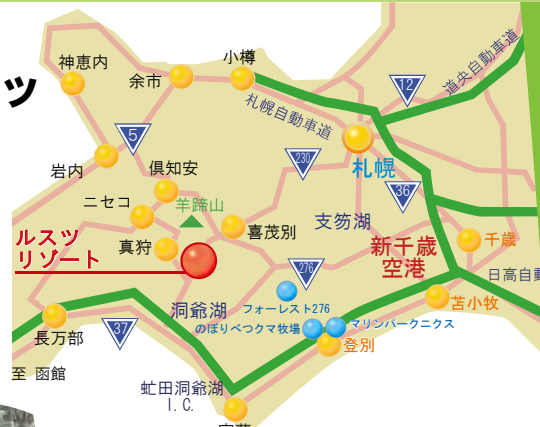 ツ
神恵内
余市
小樽
札幌自動車道
道央自動車道
12
5
岩内
倶知安
230
札幌
36
ニセコ
羊蹄山
喜茂別
支笏湖
真狩
ルスツ
リゾート
新千歳
空港
千歳
276
日高自動
洞爺湖
フォーレスト276
苫小牧
のぼりべつクマ牧場
マリンパークニクス
登別
37
長万部
至 函館
虻田洞爺湖
I.C.